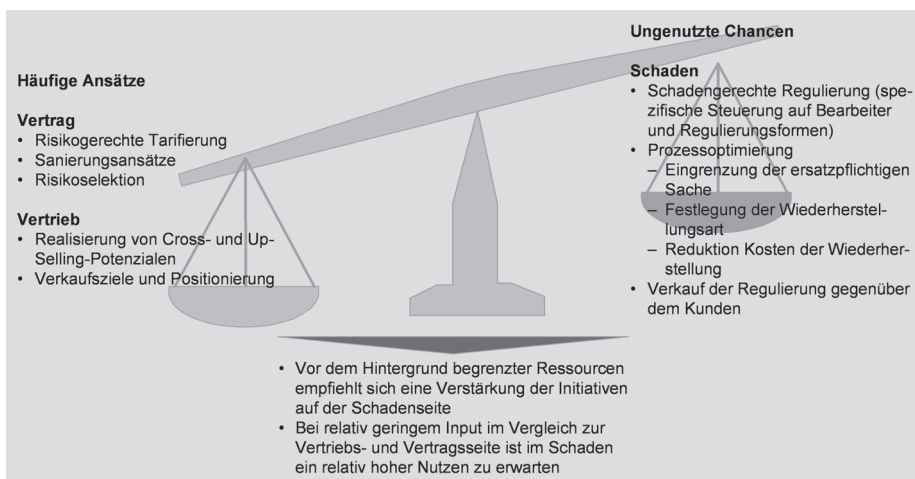 Häufige Ansätze
Vertrag
• Risikogerechte Tarifierung
• Sanierungsansätze
• Risikoselektion
Vertrieb
• Realisierung von Cross- und Up-
Selling-Potenzialen
• Verkaufsziele und Positionierung
Ungenutzte Chancen
Schaden
• Schadengerechte Regulierung (spe-
zifische Steuerung auf Bearbeiter
und Regulierungsformen)
• Prozessoptimierung
– Eingrenzung der ersatzpflichtigen
Sache
– Festlegung der Wiederherstel-
lungsart
– Reduktion Kosten der Wiederher-
stellung
• Verkauf der Regulierung gegenüber
dem Kunden
• Vor dem Hintergrund begrenzter Ressourcen
empfiehlt sich eine Verstärkung der Initiativen
auf der Schadenseite
• Bei relativ geringem Input im Vergleich zur
Vertriebs- und Vertragsseite ist im Schaden
ein relativ hoher Nutzen zu erwarten